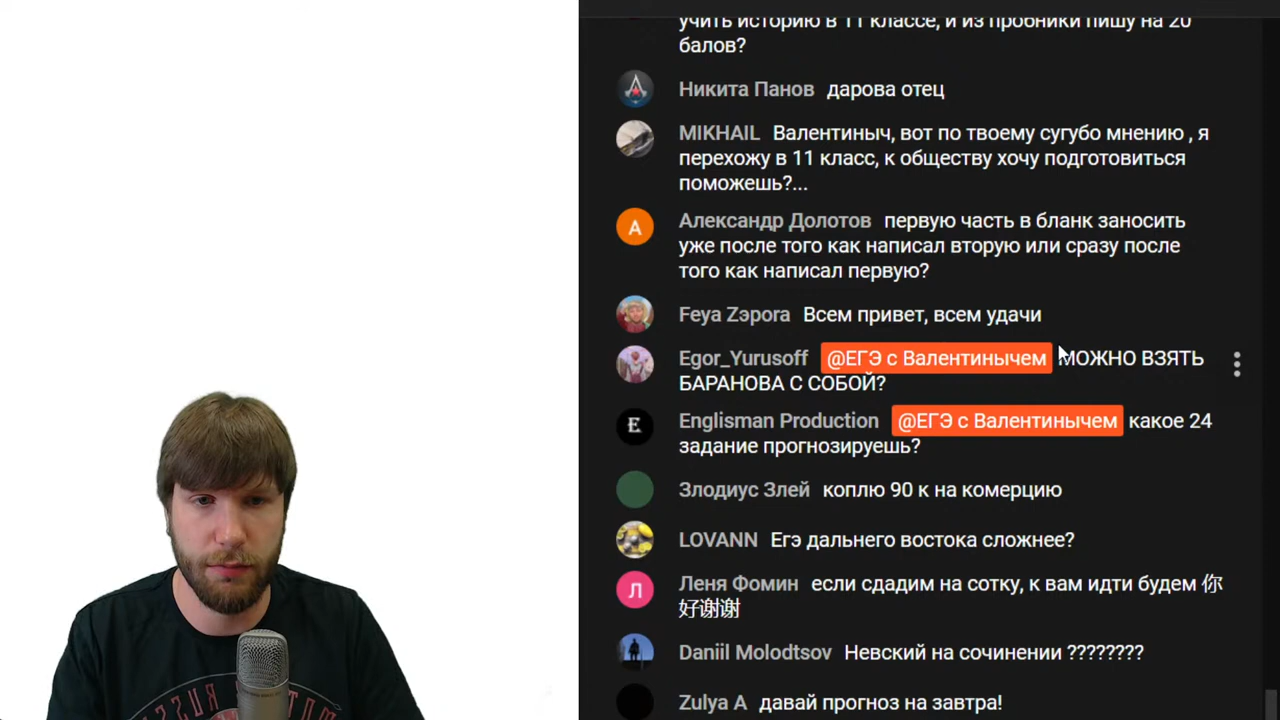 учить историю в 11 классе, и из пробники пишу на 20
балов?
Никита Панов дарова отец
MIKHAIL Валентиныч, вот по твоему сугубо мнению , я
перехожу в 11 класс, к обществу хочу подготовиться
поможешь?...
А
Александр Долотов первую часть в бланк заносить
уже после того как написал вторую или сразу после
того как написал первую?
Feya Zэpora Всем привет, всем удачи
Egor_Yurusoff @ЕГЭ с Валентинычем МОЖНО ВЗЯТЬ
БАРАНОВА С СОБОЙ?
E
Englisman Production @ЕГЭ с Валентинычем какое 24
задание прогнозируешь?
Злодиус Злей коплю 90 к на комерцию
LOVANN Егэ дальнего востока сложнее?
Л
Леня Фомин если сдадим на сотку, к вам идти будем 你
好谢谢
Daniil Molodtsov Невский на сочинении ????????
Zulya A давай прогноз на завтра!